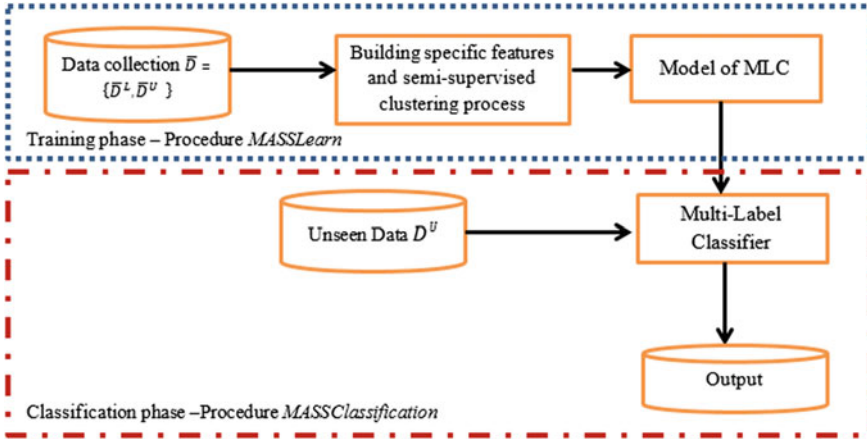 Data collection D̅ =
{D̅ᴸ, D̅ᵁ }
Building specific features
and semi-supervised
clustering process
Model of MLC
Training phase – Procedure MASSLearn
Unseen Data Dᵁ
Multi-Label
Classifier
Output
Classification phase –Procedure MASSClassification